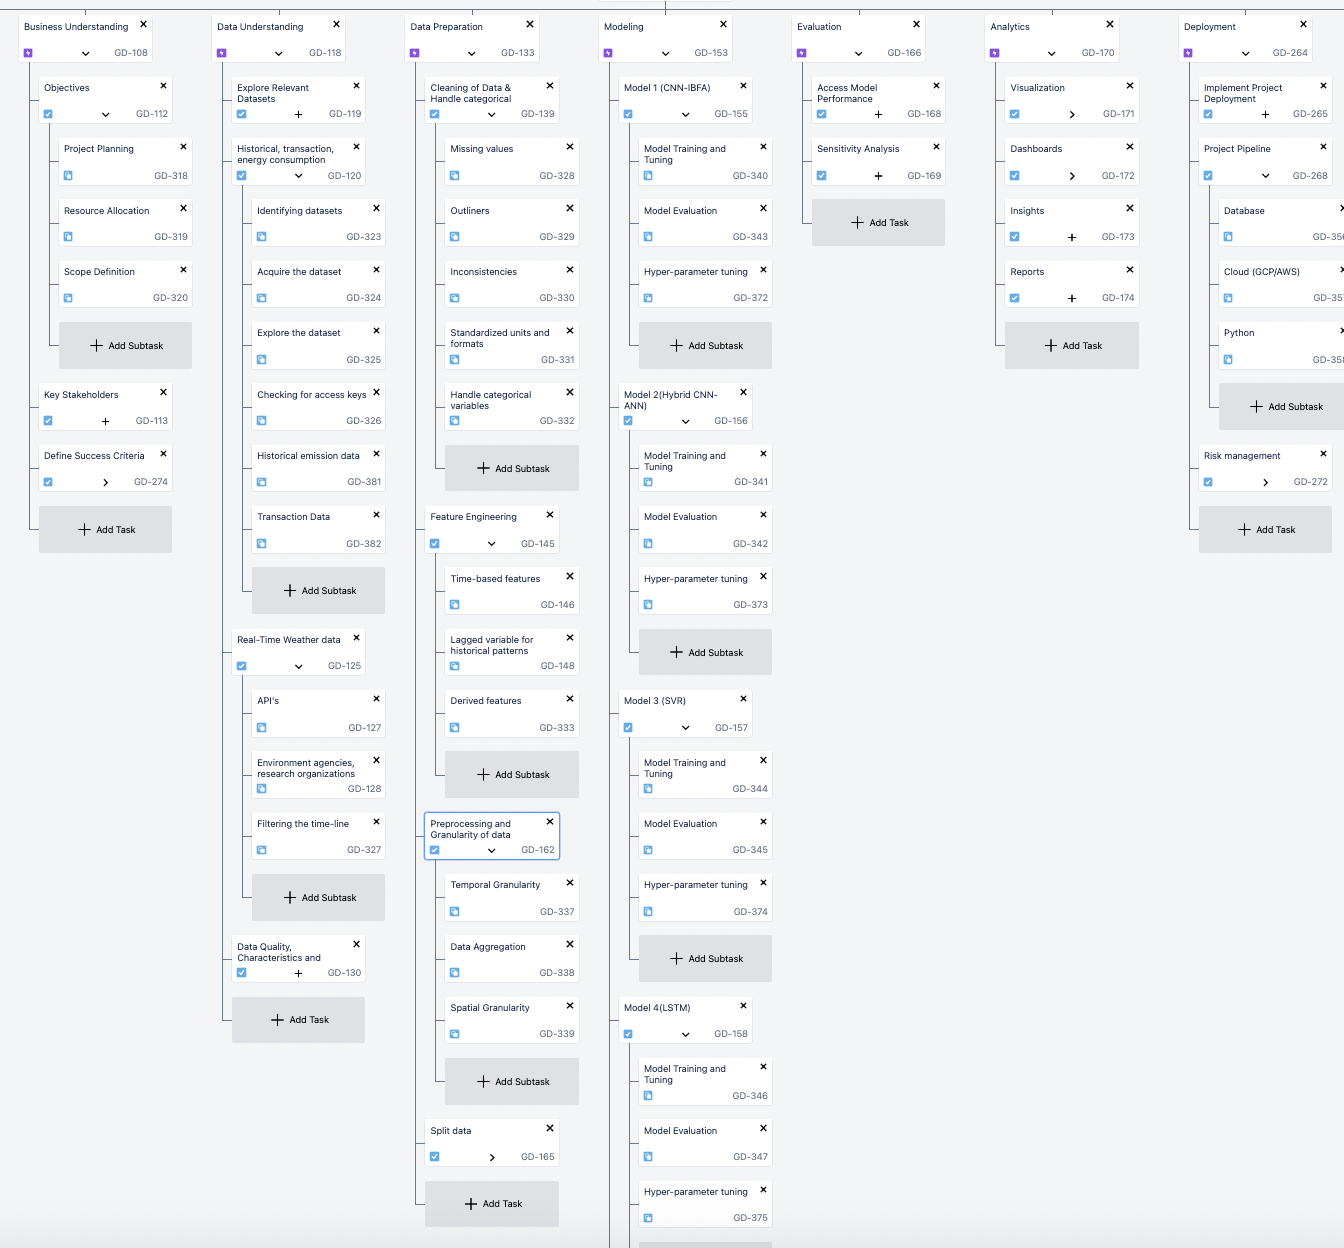 Business Understanding
GD-108
Objectives
GD-112
Project Planning
GD-318
Resource Allocation
GD-319
Scope Definition
GD-320
Add Subtask
Key Stakeholders
GD-113
Define Success Criteria
GD-274
Add Task
Data Understanding
GD-118
Explore Relevant
Datasets
GD-119
Historical, transaction,
energy consumption
GD-120
Identifying datasets
GD-323
Acquire the dataset
GD-324
Explore the dataset
GD-325
Checking for access keys
GD-326
Historical emission data
GD-381
Transaction Data
GD-382
Add Subtask
Real-Time Weather data
GD-125
API's
GD-127
Environment agencies,
research organizations
GD-128
Filtering the time-line
GD-327
Add Subtask
Data Quality,
Characteristics and
GD-130
Add Task
Data Preparation
GD-133
Cleaning of Data &
Handle categorical
GD-139
Missing values
GD-328
Outliners
GD-329
Inconsistencies
GD-330
Standardized units and
formats
GD-331
Handle categorical
variables
GD-332
Add Subtask
Feature Engineering
GD-145
Time-based features
GD-146
Lagged variable for
historical patterns
GD-148
Derived features
GD-333
Add Subtask
Preprocessing and
Granularity of data
GD-162
Temporal Granularity
GD-337
Data Aggregation
GD-338
Spatial Granularity
GD-339
Add Subtask
Split data
GD-165
Add Task
Modeling
GD-153
Model 1 (CNN-IBFA)
GD-155
Model Training and
Tuning
GD-340
Model Evaluation
GD-343
Hyper-parameter tuning
GD-372
Add Subtask
Model 2(Hybrid CNN-
ANN)
GD-156
Model Training and
Tuning
GD-341
Model Evaluation
GD-342
Hyper-parameter tuning
GD-373
Add Subtask
Model 3 (SVR)
GD-157
Model Training and
Tuning
GD-344
Model Evaluation
GD-345
Hyper-parameter tuning
GD-374
Add Subtask
Model 4(LSTM)
GD-158
Model Training and
Tuning
GD-346
Model Evaluation
GD-347
Hyper-parameter tuning
GD-375
Evaluation
GD-166
Access Model
Performance
GD-168
Sensitivity Analysis
GD-169
Add Task
Analytics
GD-170
Visualization
GD-171
Dashboards
GD-172
Insights
GD-173
Reports
GD-174
Add Task
Deployment
GD-264
Implement Project
Deployment
GD-265
Project Pipeline
GD-268
Database
Cloud (GCP/AWS)
Python
Add Subtask
Risk management
GD-272
Add Task